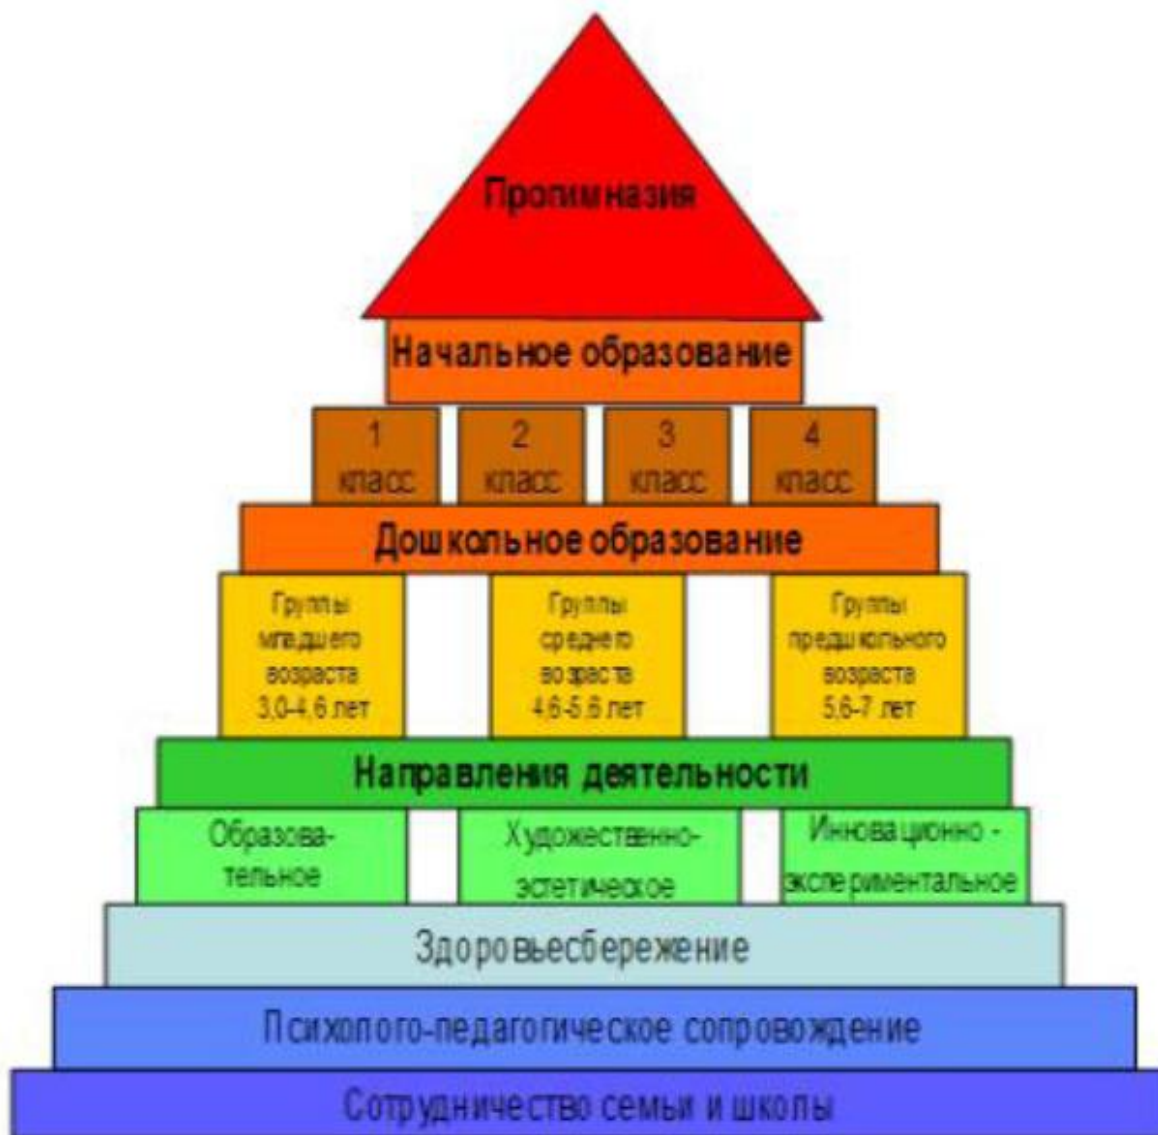 Прогимназия
Начальное образование
1
класс
2
класс
3
класс
4
класс
Дошкольное образование
Группы
младшего
возраста
3,0-4,6 лет
Группы
среднего
возраста
4,6-5,6 лет
Группы
предшкольного
возраста
5,6-7 лет
Направления деятельности
Образова-
тельное
Художественно-
эстетическое
Инновационно -
экспериментальное
Здоровьесбережение
Психолого-педагогическое сопровождение
Сотрудничество семьи и школы